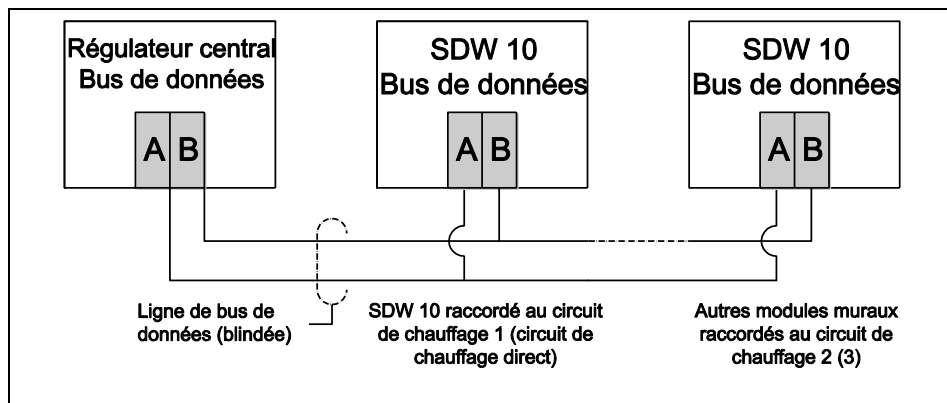 Régulateur central
Bus de données
A B
SDW 10
Bus de données
A B
SDW 10
Bus de données
A B
Ligne de bus de
données (blindée)
SDW 10 raccordé au circuit
de chauffage 1 (circuit de
chauffage direct)
Autres modules muraux
raccordés au circuit de
chauffage 2 (3)